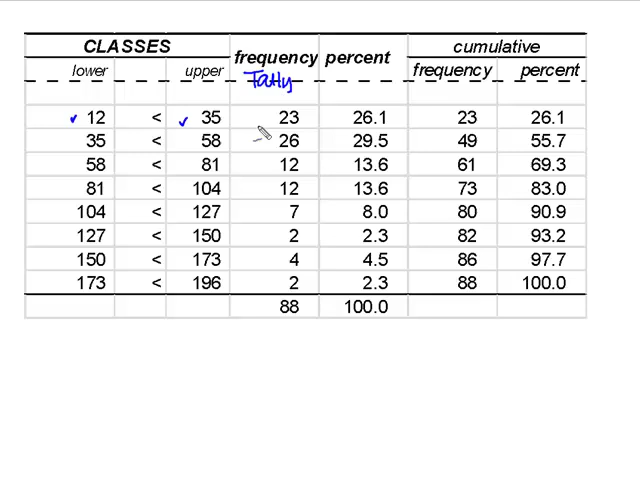 CLASSES frequency percent cumulative
lower upper Tally frequency percent
12 < 35 23 26.1 23 26.1
35 < 58 26 29.5 49 55.7
58 < 81 12 13.6 61 69.3
81 < 104 12 13.6 73 83.0
104 < 127 7 8.0 80 90.9
127 < 150 2 2.3 82 93.2
150 < 173 4 4.5 86 97.7
173 < 196 2 2.3 88 100.0
88 100.0